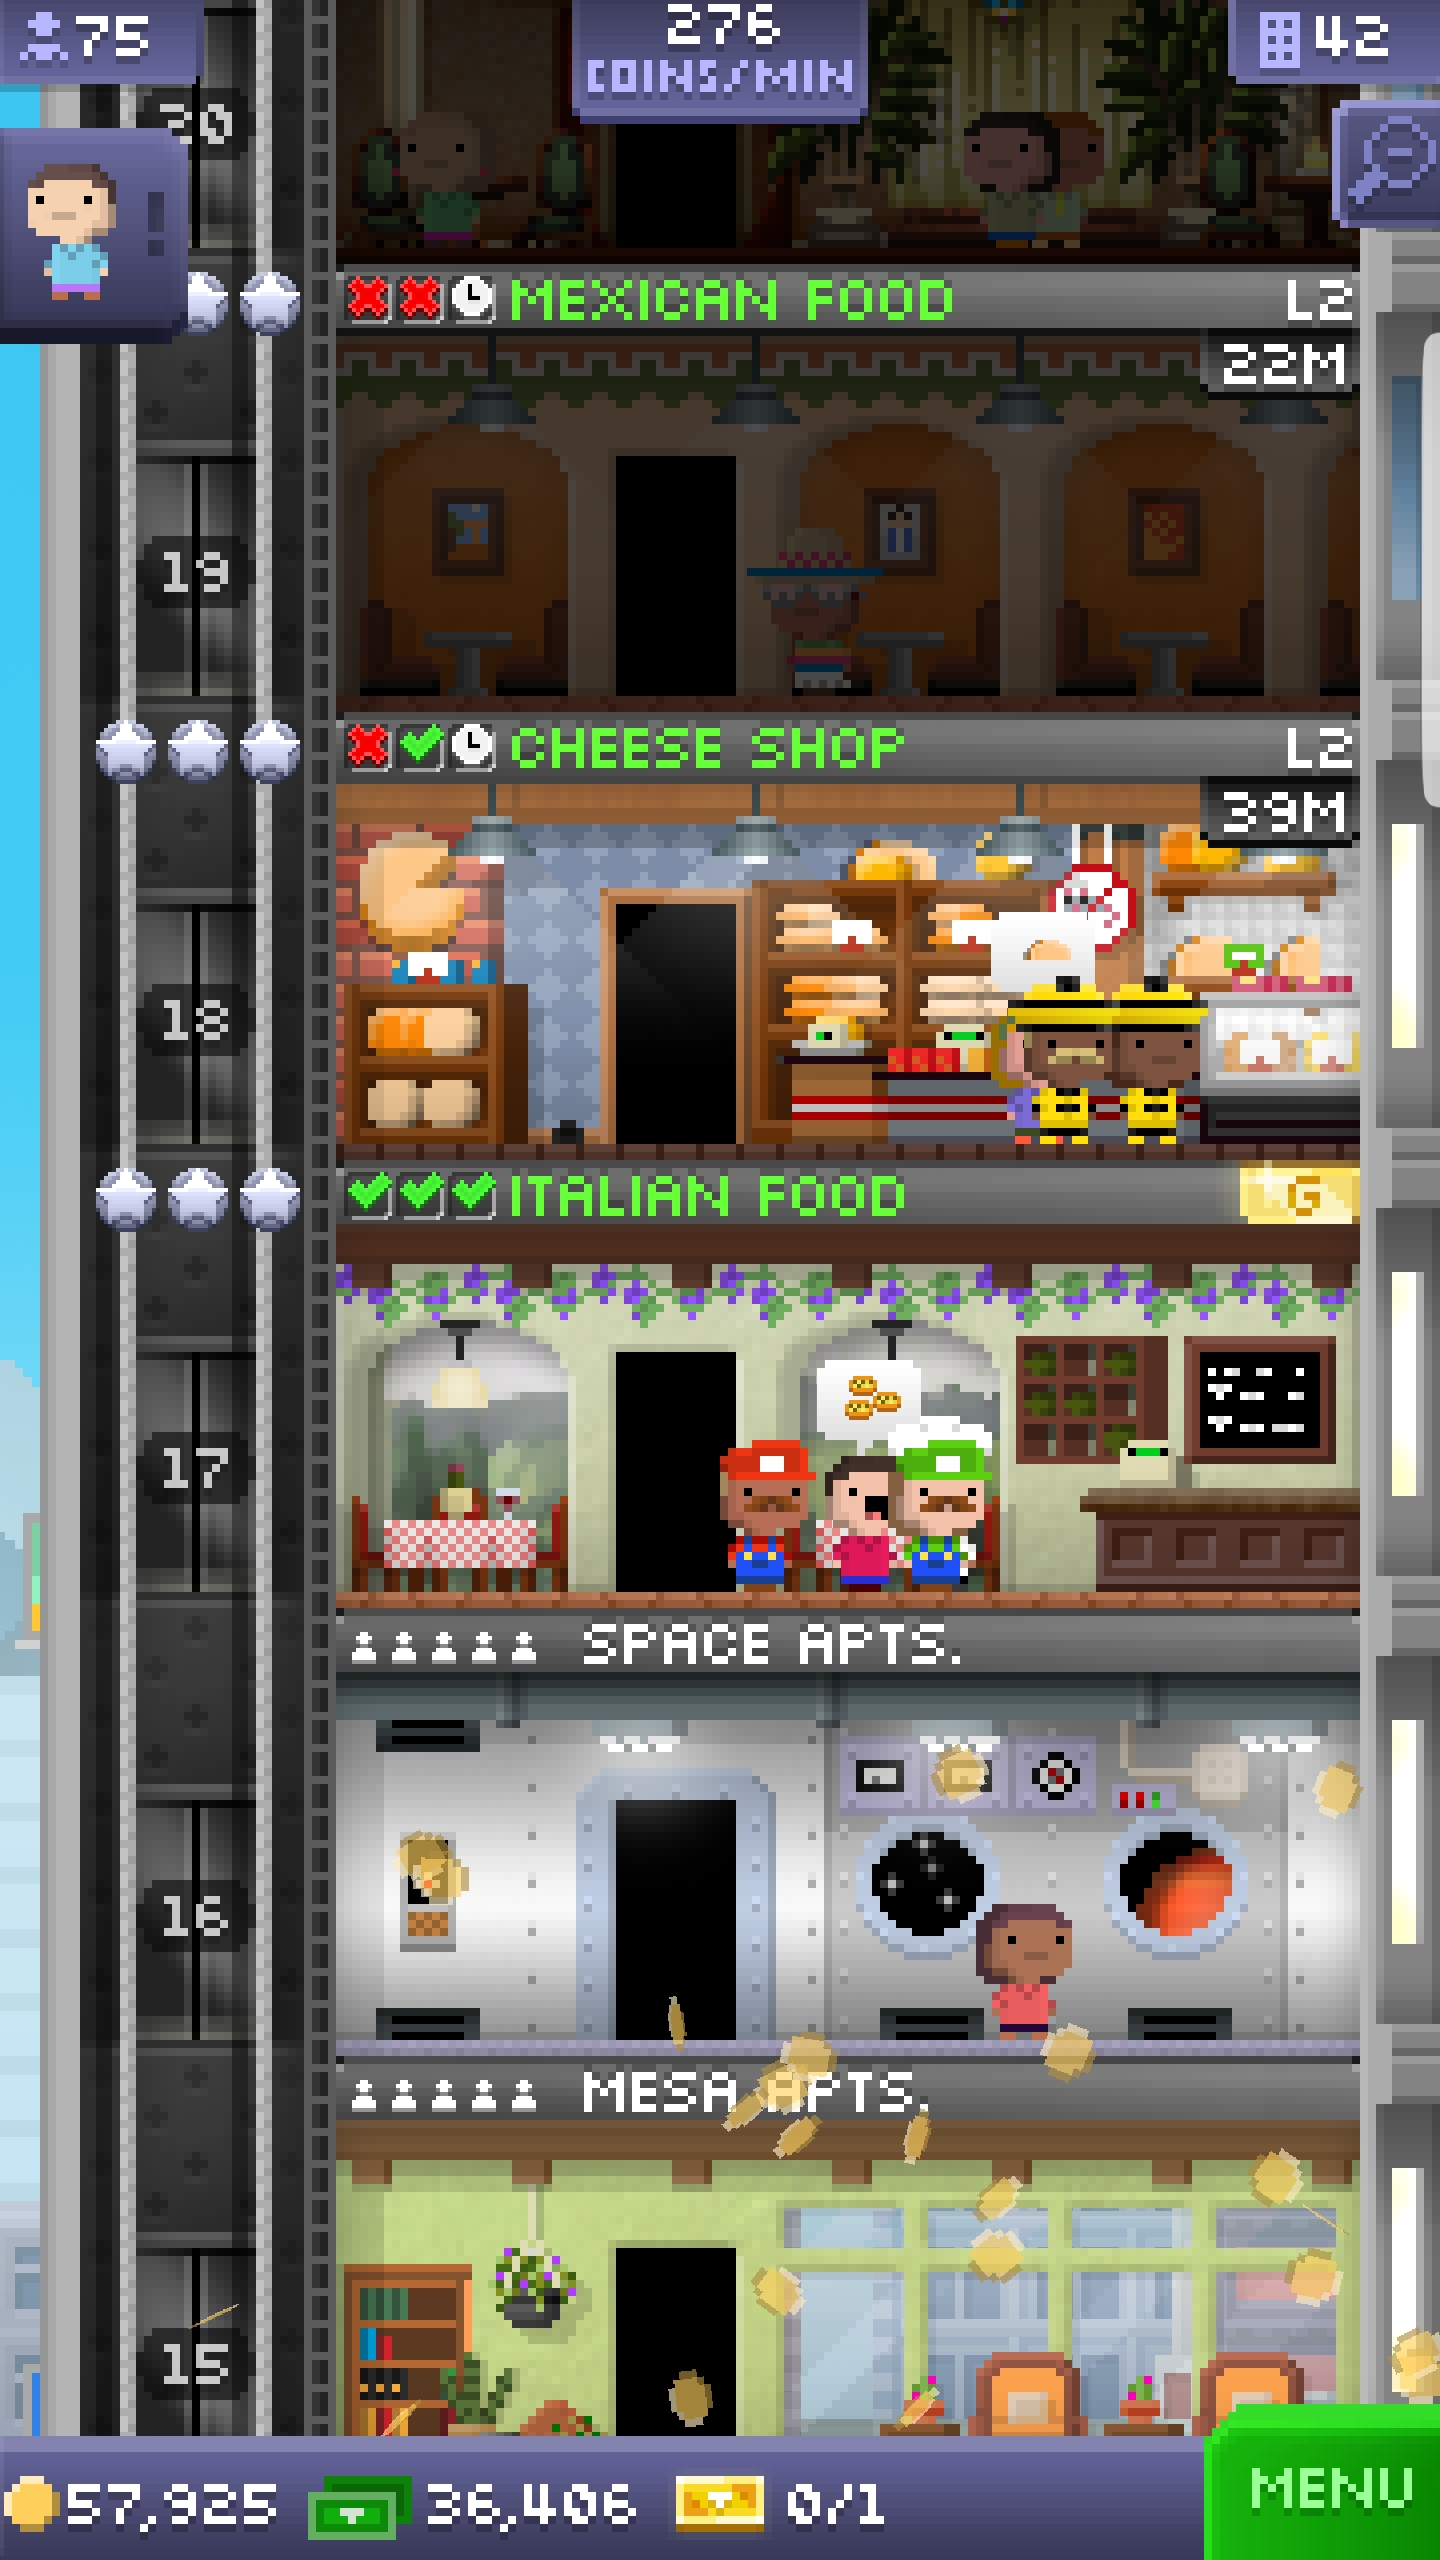 75
276
COINS/MIN
42
30
MEXICAN FOOD
L2
22M
19
CHEESE SHOP
L2
39M
18
ITALIAN FOOD
G
17
SPACE APTS.
16
MESA APTS.
15
57,925
36,406
0/1
MENU